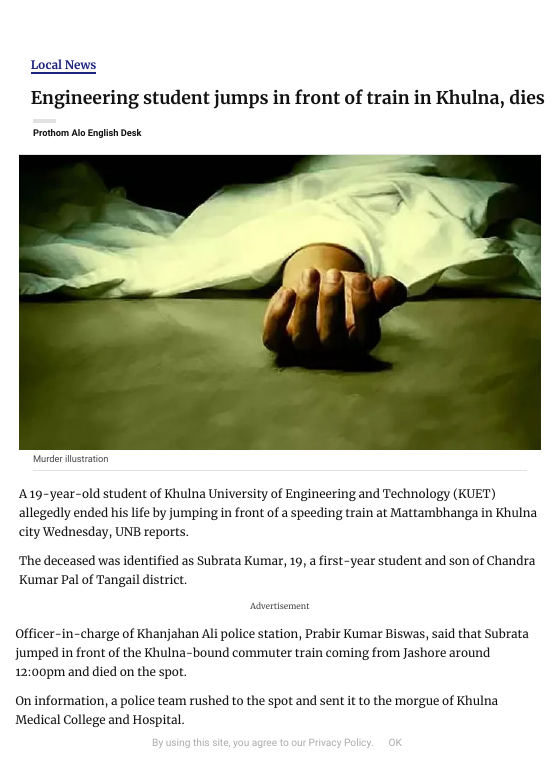 Local News
Engineering student jumps in front of train in Khulna, dies
Prothom Alo English Desk
Murder illustration
A 19-year-old student of Khulna University of Engineering and Technology (KUET)
allegedly ended his life by jumping in front of a speeding train at Mattambhanga in Khulna
city Wednesday, UNB reports.
The deceased was identified as Subrata Kumar, 19, a first-year student and son of Chandra
Kumar Pal of Tangail district.
Advertisement
Officer-in-charge of Khanjahan Ali police station, Prabir Kumar Biswas, said that Subrata
jumped in front of the Khulna-bound commuter train coming from Jashore around
12:00pm and died on the spot.
On information, a police team rushed to the spot and sent it to the morgue of Khulna
Medical College and Hospital.
By using this site, you agree to our Privacy Policy. OK